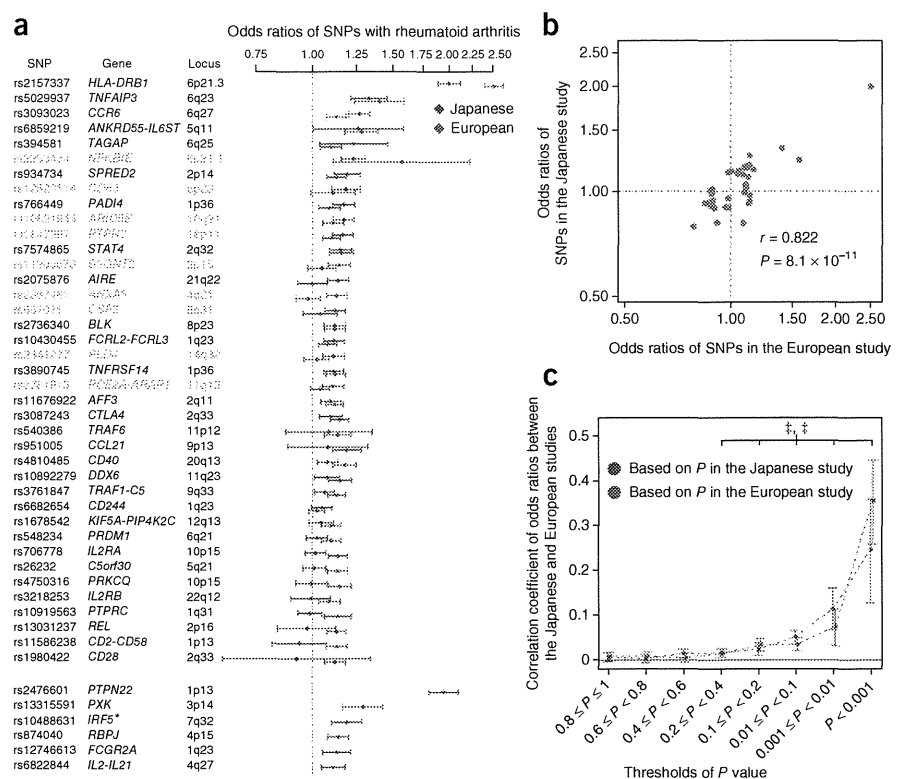 a
Odds ratios of SNPs with rheumatoid arthritis
0.75 1.00 1.25 1.50 1.75 2.00 2.25 2.50
SNP Gene Locus
rs2157337 HLA-DRB1 6p21.3
rs5029937 TNFAIP3 6q23
rs3093023 CCR6 6q27
rs6859219 ANKRD55-IL6ST 5q11
rs394581 TAGAP 6q25
rs934734 SPRED2 2p14
rs766449 PADI4 1p36
rs7574865 STAT4 2q32
rs2075876 AIRE 21q22
rs2736340 BLK 8p23
rs10430455 FCRL2-FCRL3 1q23
rs3890745 TNFRSF14 1p36
rs11676922 AFF3 2q11
rs3087243 CTLA4 2q33
rs540386 TRAF6 11p12
rs951005 CCL21 9p13
rs4810485 CD40 20q13
rs10892279 DDX6 11q23
rs3761847 TRAF1-C5 9q33
rs6682654 CD244 1q23
rs1678542 KIF5A-PIP4K2C 12q13
rs548234 PRDM1 6q21
rs706778 IL2RA 10p15
rs26232 C5orf30 5q21
rs4750316 PRKCQ 10p15
rs3218253 IL2RB 22q12
rs10919563 PTPRC 1q31
rs13031237 REL 2p16
rs11586238 CD2-CD58 1p13
rs1980422 CD28 2q33
rs2476601 PTPN22 1p13
rs13315591 PXK 3p14
rs10488631 IRF5* 7q32
rs874040 RBPJ 4p15
rs12746613 FCGR2A 1q23
rs6822844 IL2-IL21 4q27
Japanese
European
b
Odds ratios of
SNPs in the Japanese study
2.50
2.00
1.50
1.00
0.50
r = 0.822
P = 8.1 × 10⁻¹¹
0.50 1.00 1.50 2.00 2.50
Odds ratios of SNPs in the European study
c
Correlation coefficient of odds ratios between
the Japanese and European studies
0.5
0.4
0.3
0.2
0.1
0
‡, ‡
Based on P in the Japanese study
Based on P in the European study
0.8 ≤ P ≤ 1
0.6 ≤ P < 0.8
0.4 ≤ P < 0.6
0.2 ≤ P < 0.4
0.1 ≤ P < 0.2
0.01 ≤ P < 0.1
0.001 ≤ P < 0.01
P < 0.001
Thresholds of P value